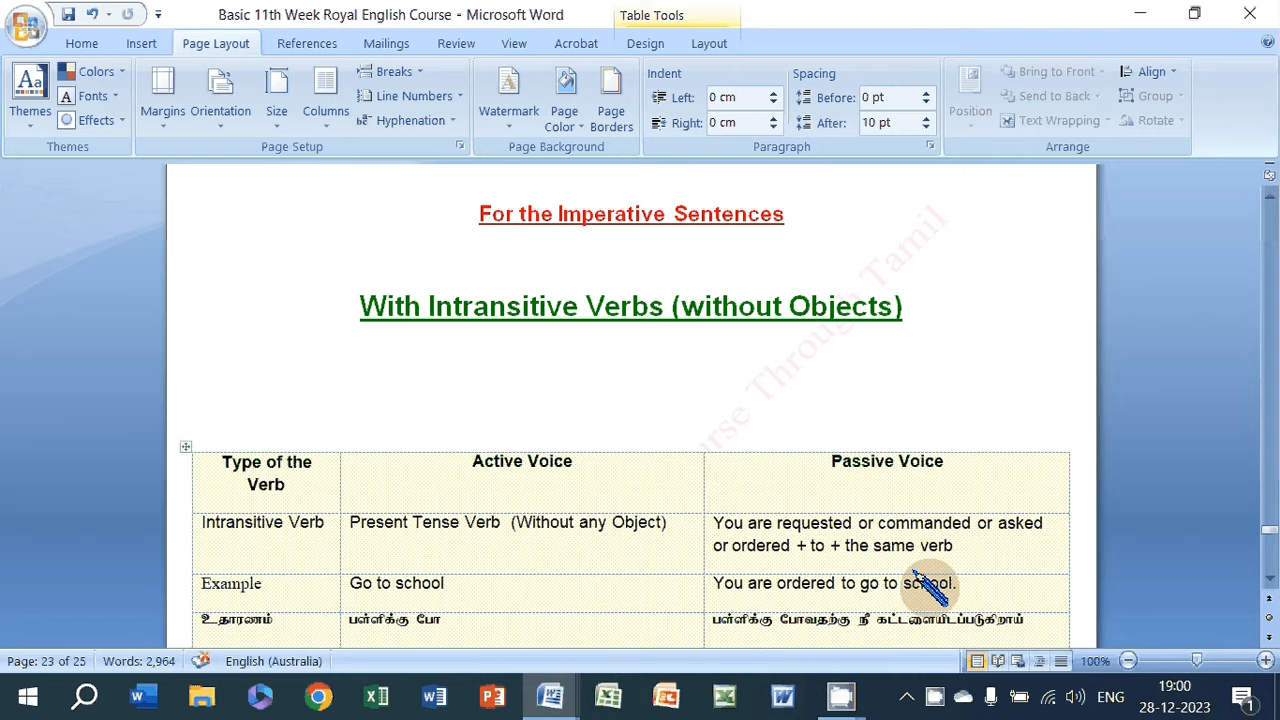 Basic 11th Week Royal English Course - Microsoft Word
Table Tools
Home
Insert
Page Layout
References
Mailings
Review
View
Acrobat
Design
Layout
Themes
Colors
Fonts
Effects
Themes
Margins
Orientation
Size
Columns
Breaks
Line Numbers
Hyphenation
Page Setup
Watermark
Page
Color
Page
Borders
Page Background
Indent
Left:
0 cm
Right:
0 cm
Spacing
Before:
0 pt
After:
10 pt
Paragraph
Position
Bring to Front
Send to Back
Text Wrapping
Align
Group
Rotate
Arrange
For the Imperative Sentences
With Intransitive Verbs (without Objects)
Through Tamil
Type of the
Verb
Active Voice
Passive Voice
Intransitive Verb
Present Tense Verb (Without any Object)
You are requested or commanded or asked
or ordered + to + the same verb
Example
Go to school
You are ordered to go to school.
உதாரணம்
பள்ளிக்கு போ
பள்ளிக்கு போவதற்கு நீ கட்டளையிடப்படுகிறாய்
Page: 23 of 25
Words: 2,964
English (Australia)
100%
ENG
19:00
28-12-2023
1